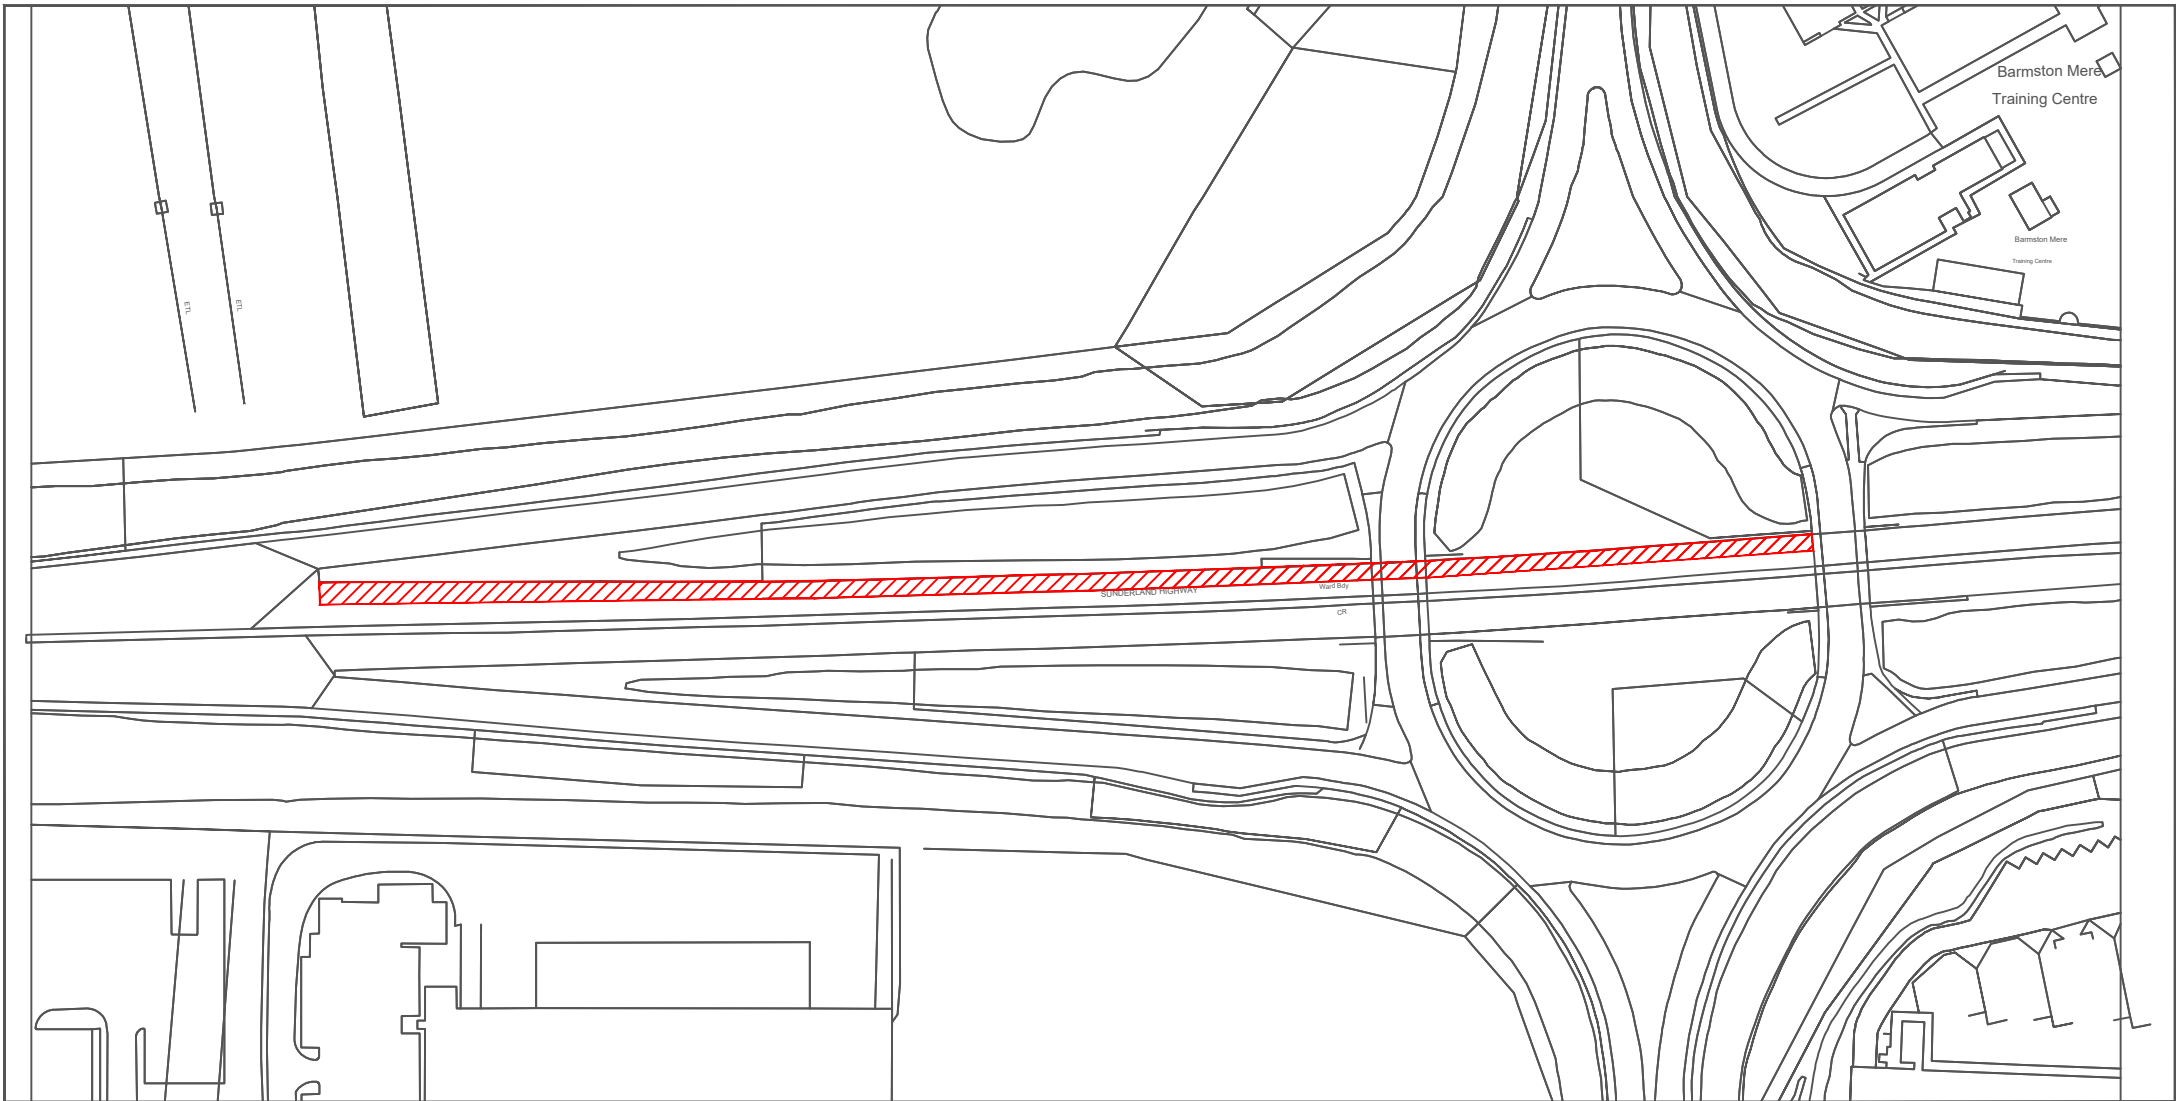 Barmston Mere
Training Centre
Barmston Mere
Training Centre
ETL
ETL
Ward Bdy
SUNDERLAND HIGHWAY
CR